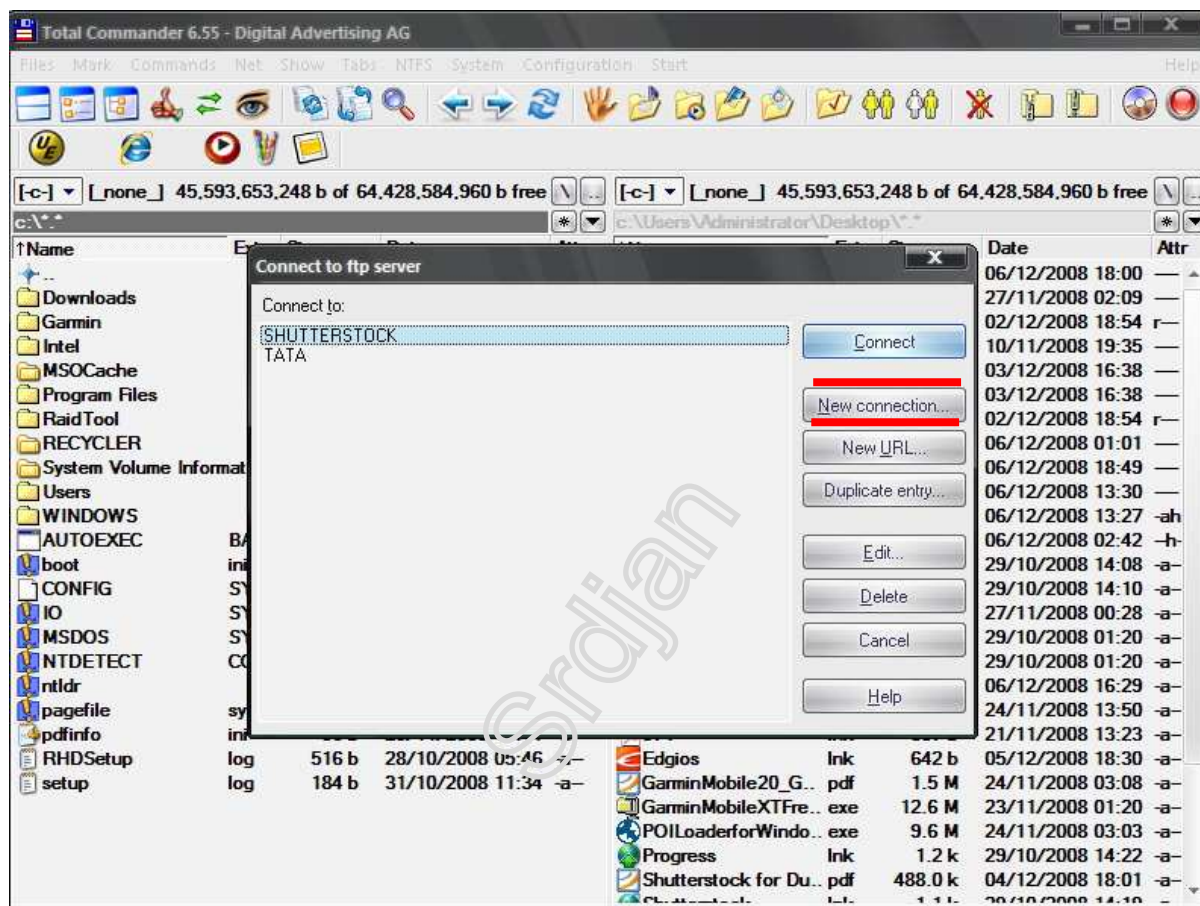 Total Commander 6.55 - Digital Advertising AG
Files Mark Commands Net Show Tabs NTFS System Configuration Start Help
[-c-] [_none_] 45,593,653,248 b of 64,428,584,960 b free \ ..
[-c-] [_none_] 45,593,653,248 b of 64,428,584,960 b free \
c:\*.* *
c:\Users\Administrator\Desktop\*.* *
↑Name
Date Attr
..
Downloads
Garmin
Intel
MSOCache
Program Files
RaidTool
RECYCLER
System Volume Informat
Users
WINDOWS
AUTOEXEC
boot ini
CONFIG
IO
MSDOS
NTDETECT
ntldr
pagefile sy
pdfinfo ini
RHDSetup log 516 b 28/10/2008 05:46
setup log 184 b 31/10/2008 11:34 -a-
Connect to ftp server X
Connect to:
SHUTTERSTOCK
TATA
Connect
New connection...
New URL...
Duplicate entry...
Edit...
Delete
Cancel
Help
06/12/2008 18:00 —
27/11/2008 02:09 —
02/12/2008 18:54 r—
10/11/2008 19:35 —
03/12/2008 16:38 —
03/12/2008 16:38 —
02/12/2008 18:54 r—
06/12/2008 01:01 —
06/12/2008 18:49 —
06/12/2008 13:30 —
06/12/2008 13:27 -ah
06/12/2008 02:42 —h-
29/10/2008 14:08 -a-
29/10/2008 14:10 -a-
27/11/2008 00:28 -a-
29/10/2008 01:20 -a-
29/10/2008 01:20 -a-
06/12/2008 16:29 -a-
24/11/2008 13:50 -a-
21/11/2008 13:23 -a-
Edgios lnk 642 b 05/12/2008 18:30 -a-
GarminMobile20_G.. pdf 1.5 M 24/11/2008 03:08 -a-
GarminMobileXTFre.. exe 12.6 M 23/11/2008 01:20 -a-
POILoaderforWindo.. exe 9.6 M 24/11/2008 03:03 -a-
Progress lnk 1.2 k 29/10/2008 14:22 -a-
Shutterstock for Du.. pdf 488.0 k 04/12/2008 18:01 -a-
Srdjan